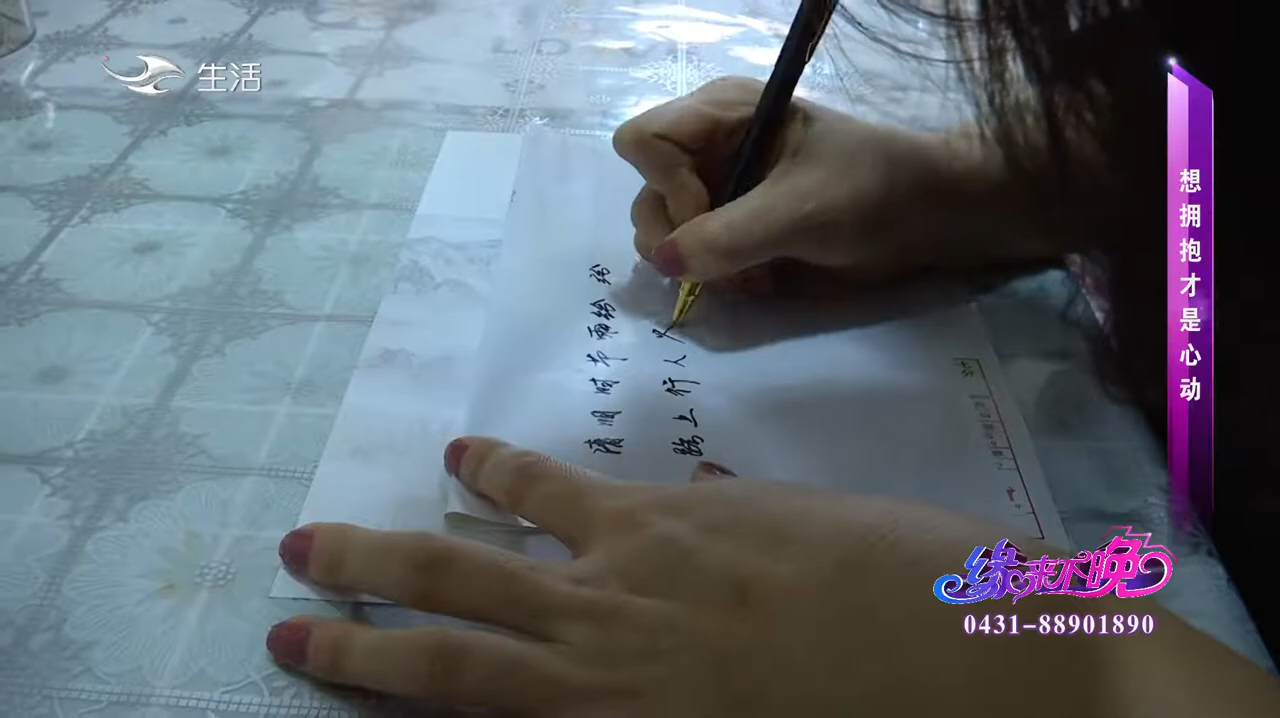 生活
清明时节雨纷纷
路上行人
想拥抱才是心动
缘来不晚
0431-88901890